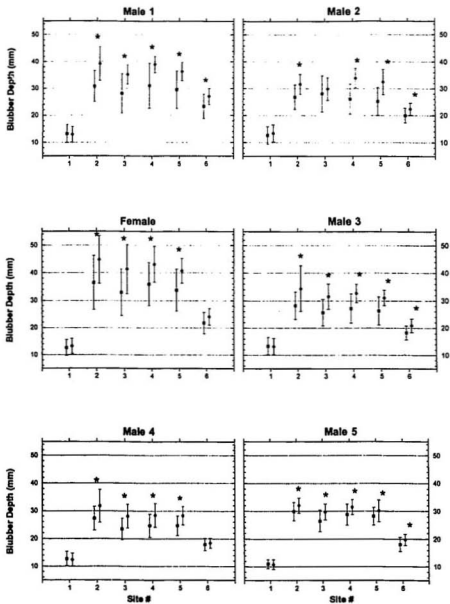 Male 1 Male 2
Blubber Depth (mm)
50 50
40 40
30 30
20 20
10 10
* * * * * * * * *
1 2 3 4 5 6 1 2 3 4 5 6
Female Male 3
Blubber Depth (mm)
50 50
40 40
30 30
20 20
10 10
* * * * * * * * *
1 2 3 4 5 6 1 2 3 4 5 6
Male 4 Male 5
Blubber Depth (mm)
50 50
40 40
30 30
20 20
10 10
* * * * * * * * *
1 2 3 4 5 6 1 2 3 4 5 6
Site # Site #